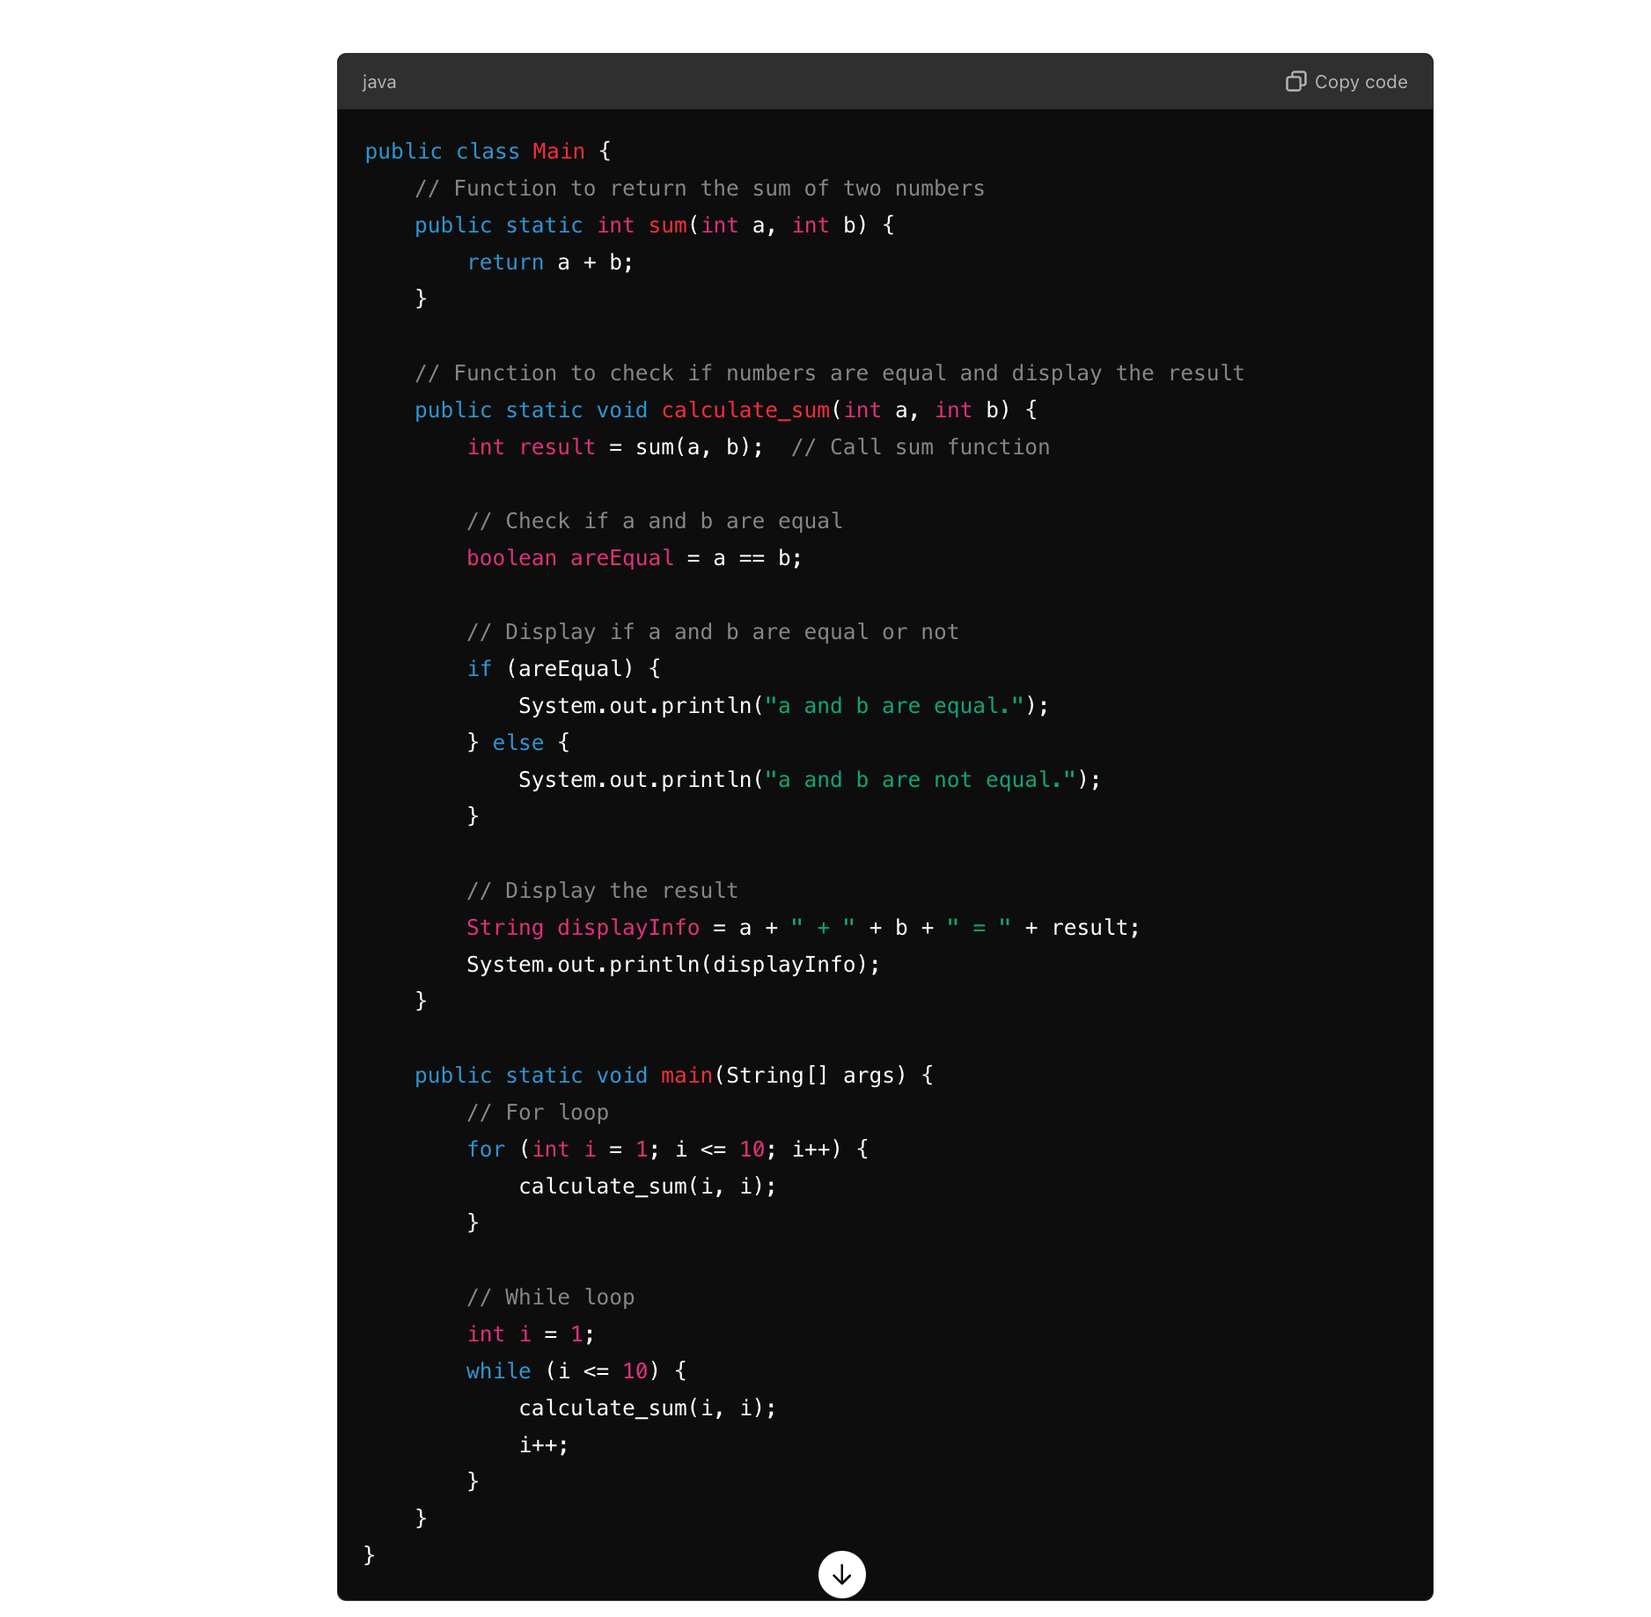 java
Copy code
public class Main {
    // Function to return the sum of two numbers
    public static int sum(int a, int b) {
        return a + b;
    }

    // Function to check if numbers are equal and display the result
    public static void calculate_sum(int a, int b) {
        int result = sum(a, b);  // Call sum function

        // Check if a and b are equal
        boolean areEqual = a == b;

        // Display if a and b are equal or not
        if (areEqual) {
            System.out.println("a and b are equal.");
        } else {
            System.out.println("a and b are not equal.");
        }

        // Display the result
        String displayInfo = a + " + " + b + " = " + result;
        System.out.println(displayInfo);
    }

    public static void main(String[] args) {
        // For loop
        for (int i = 1; i <= 10; i++) {
            calculate_sum(i, i);
        }

        // While loop
        int i = 1;
        while (i <= 10) {
            calculate_sum(i, i);
            i++;
        }
    }
}